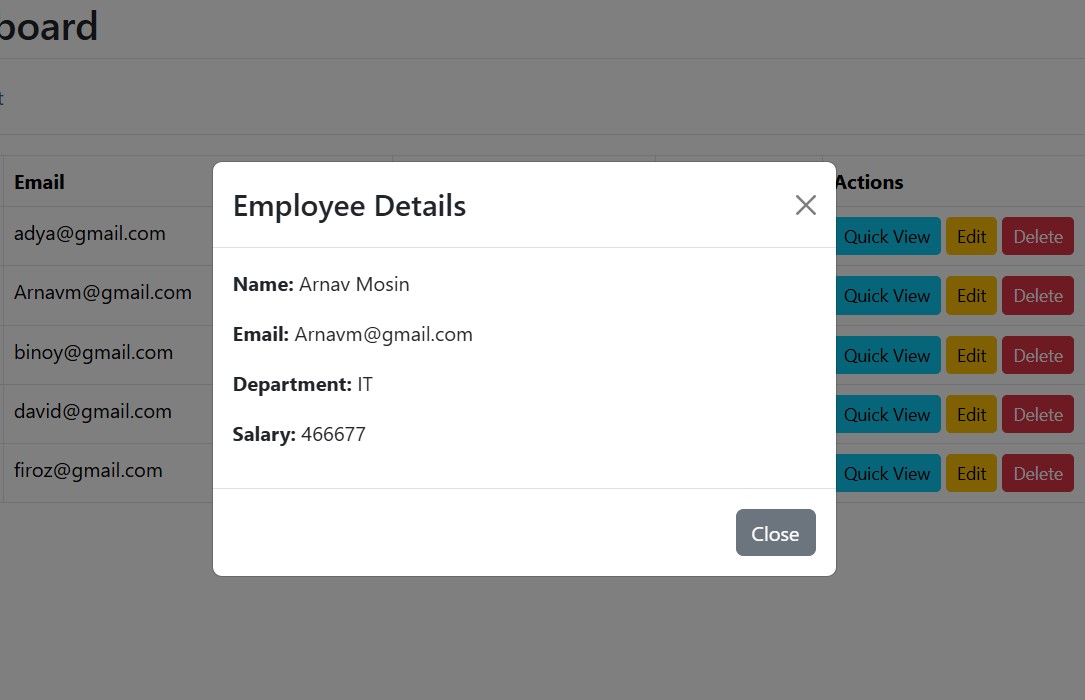 board
t
Email
Actions
adya@gmail.com
Quick View Edit Delete
Arnavm@gmail.com
Quick View Edit Delete
binoy@gmail.com
Quick View Edit Delete
david@gmail.com
Quick View Edit Delete
firoz@gmail.com
Quick View Edit Delete
Employee Details
Name: Arnav Mosin
Email: Arnavm@gmail.com
Department: IT
Salary: 466677
Close